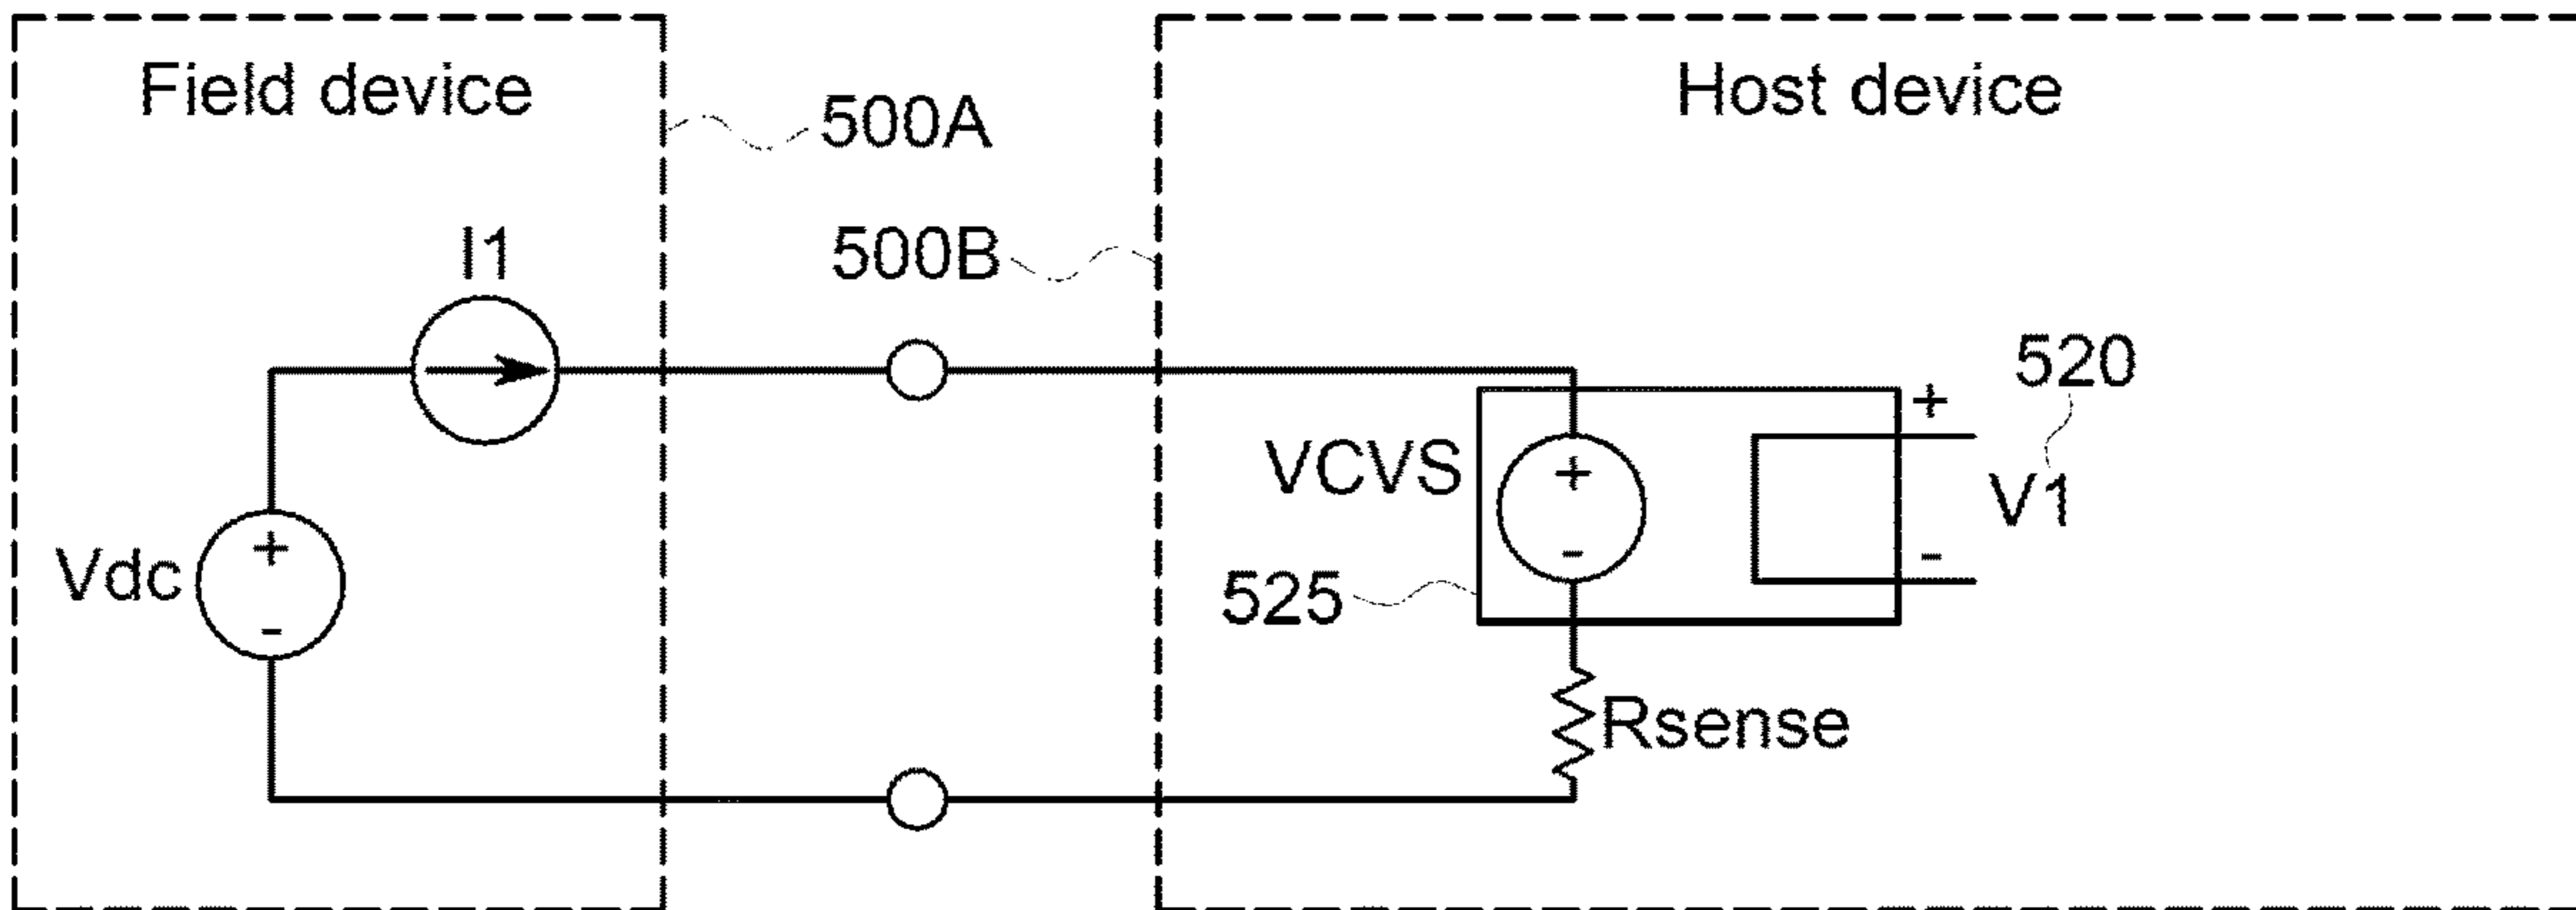 Field device
Host device
500A
500B
I1
520
+
VCVS
+
V1
Vdc
+
-
-
525
-
Rsense